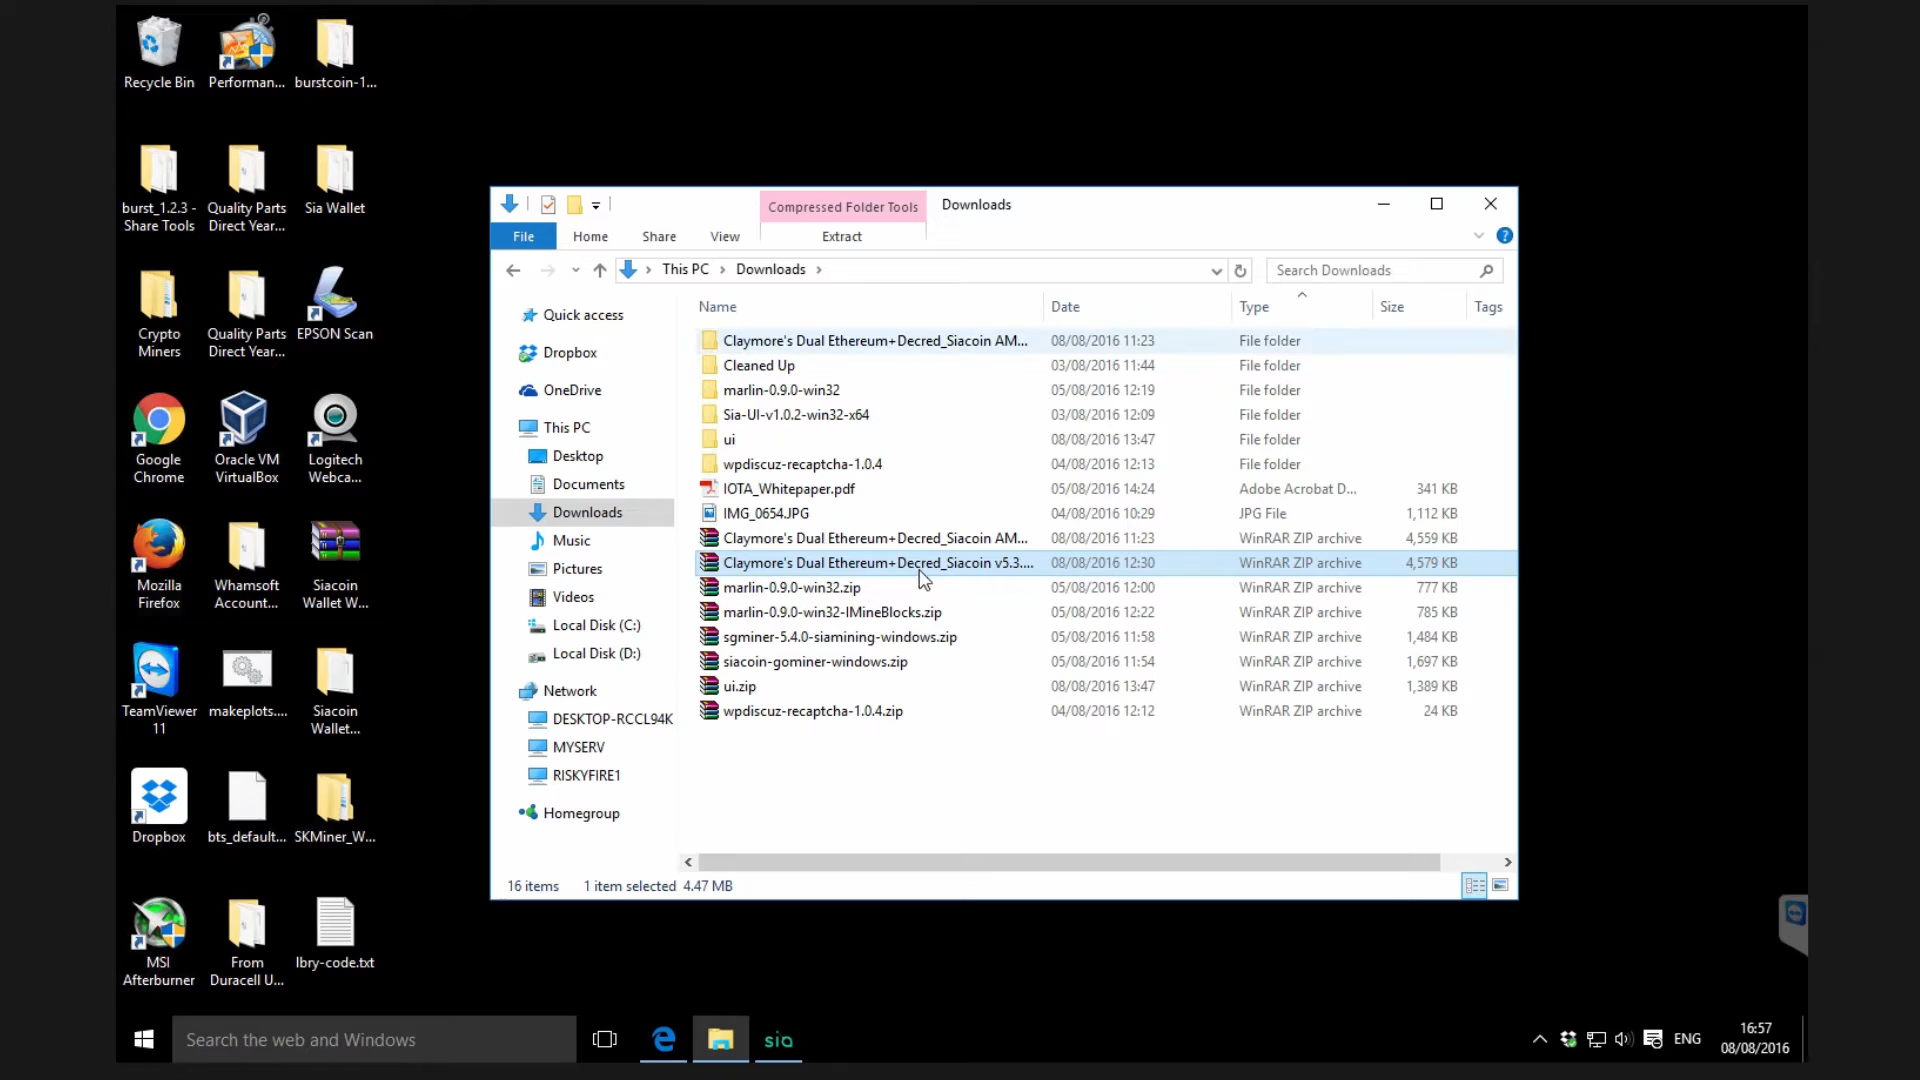 Recycle Bin
Performan...
burstcoin-1...
burst_1.2.3 -
Share Tools
Quality Parts
Direct Year...
Sia Wallet
Crypto
Miners
Quality Parts
Direct Year...
EPSON Scan
Google
Chrome
Oracle VM
VirtualBox
Logitech
Webca...
Mozilla
Firefox
Whamsoft
Account...
Siacoin
Wallet W...
TeamViewer
11
makeplots....
Siacoin
Wallet...
Dropbox
bts_default...
SKMiner_W...
MSI
Afterburner
From
Duracell U...
lbry-code.txt
Compressed Folder Tools
Downloads
File
Home
Share
View
Extract
This PC
Downloads
Search Downloads
Quick access
Dropbox
OneDrive
This PC
Desktop
Documents
Downloads
Music
Pictures
Videos
Local Disk (C:)
Local Disk (D:)
Network
DESKTOP-RCCL94K
MYSERV
RISKYFIRE1
Homegroup
Name Date Type Size Tags
Claymore's Dual Ethereum+Decred_Siacoin AM... 08/08/2016 11:23 File folder
Cleaned Up 03/08/2016 11:44 File folder
marlin-0.9.0-win32 05/08/2016 12:19 File folder
Sia-UI-v1.0.2-win32-x64 03/08/2016 12:09 File folder
ui 08/08/2016 13:47 File folder
wpdiscuz-recaptcha-1.0.4 04/08/2016 12:13 File folder
IOTA_Whitepaper.pdf 05/08/2016 14:24 Adobe Acrobat D... 341 KB
IMG_0654.JPG 04/08/2016 10:29 JPG File 1,112 KB
Claymore's Dual Ethereum+Decred_Siacoin AM... 08/08/2016 11:23 WinRAR ZIP archive 4,559 KB
Claymore's Dual Ethereum+Decred_Siacoin v5.3.... 08/08/2016 12:30 WinRAR ZIP archive 4,579 KB
marlin-0.9.0-win32.zip 05/08/2016 12:00 WinRAR ZIP archive 777 KB
marlin-0.9.0-win32-IMineBlocks.zip 05/08/2016 12:22 WinRAR ZIP archive 785 KB
sgminer-5.4.0-siamining-windows.zip 05/08/2016 11:58 WinRAR ZIP archive 1,484 KB
siacoin-gominer-windows.zip 05/08/2016 11:54 WinRAR ZIP archive 1,697 KB
ui.zip 08/08/2016 13:47 WinRAR ZIP archive 1,389 KB
wpdiscuz-recaptcha-1.0.4.zip 04/08/2016 12:12 WinRAR ZIP archive 24 KB
16 items 1 item selected 4.47 MB
Search the web and Windows
sia
ENG
16:57
08/08/2016